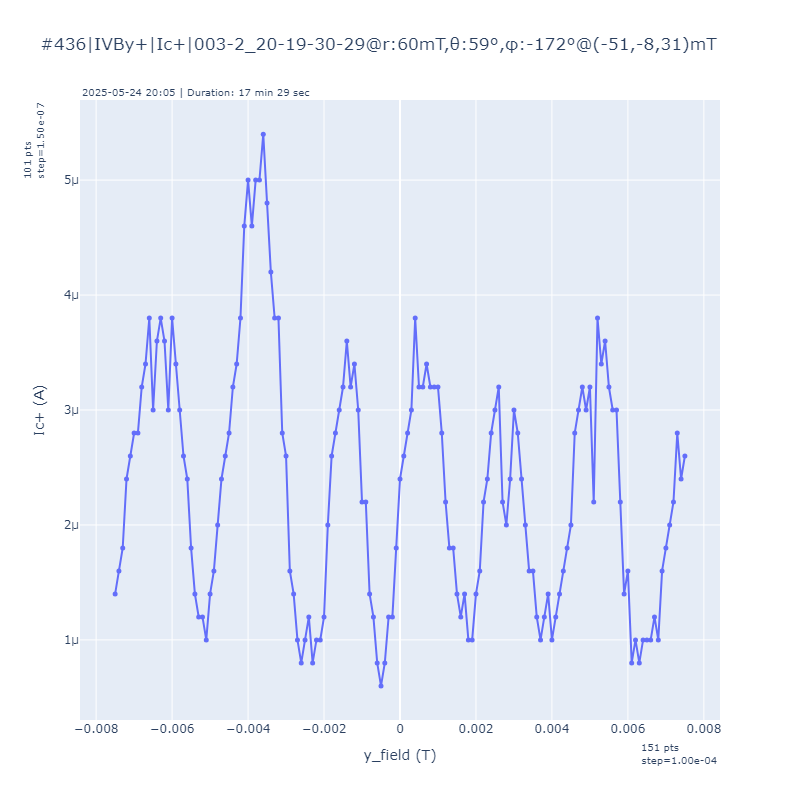 #436|IVBy+|Ic+|003-2_20-19-30-29@r:60mT,θ:59º,φ:-172º@(-51,-8,31)mT
2025-05-24 20:05 | Duration: 17 min 29 sec
101 pts
step=1.50e-07
5μ
4μ
3μ
2μ
1μ
Ic+ (A)
−0.008
−0.006
−0.004
−0.002
0
0.002
0.004
0.006
0.008
y_field (T)
151 pts
step=1.00e-04